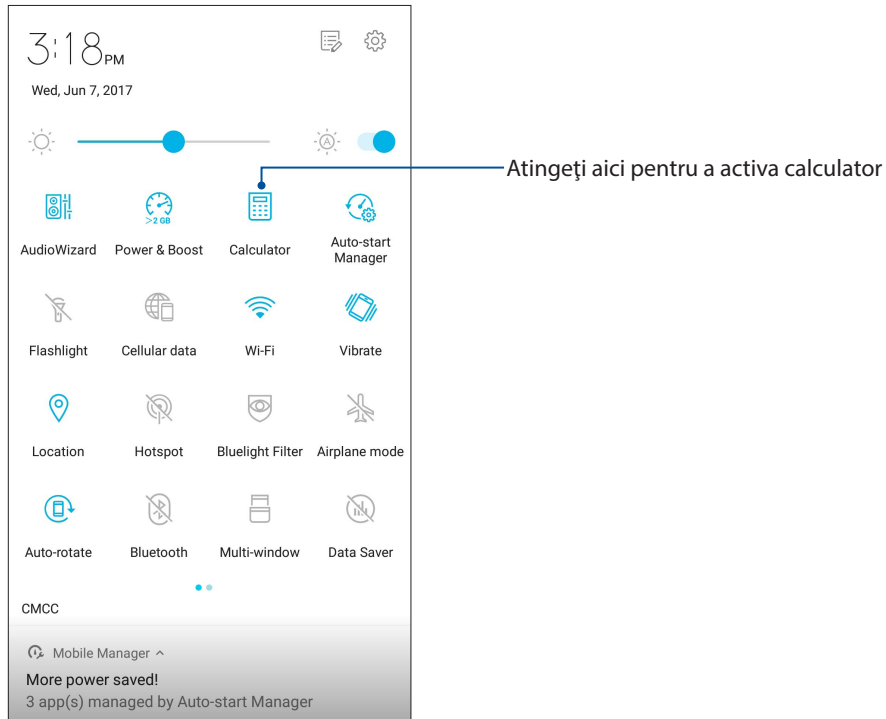 3:18 PM
Wed, Jun 7, 2017
A
Atingeţi aici pentru a activa calculator
>2 GB
AudioWizard Power & Boost Calculator Auto-start
Manager
Flashlight Cellular data Wi-Fi Vibrate
Location Hotspot Bluelight Filter Airplane mode
Auto-rotate Bluetooth Multi-window Data Saver
CMCC
Mobile Manager
More power saved!
3 app(s) managed by Auto-start Manager